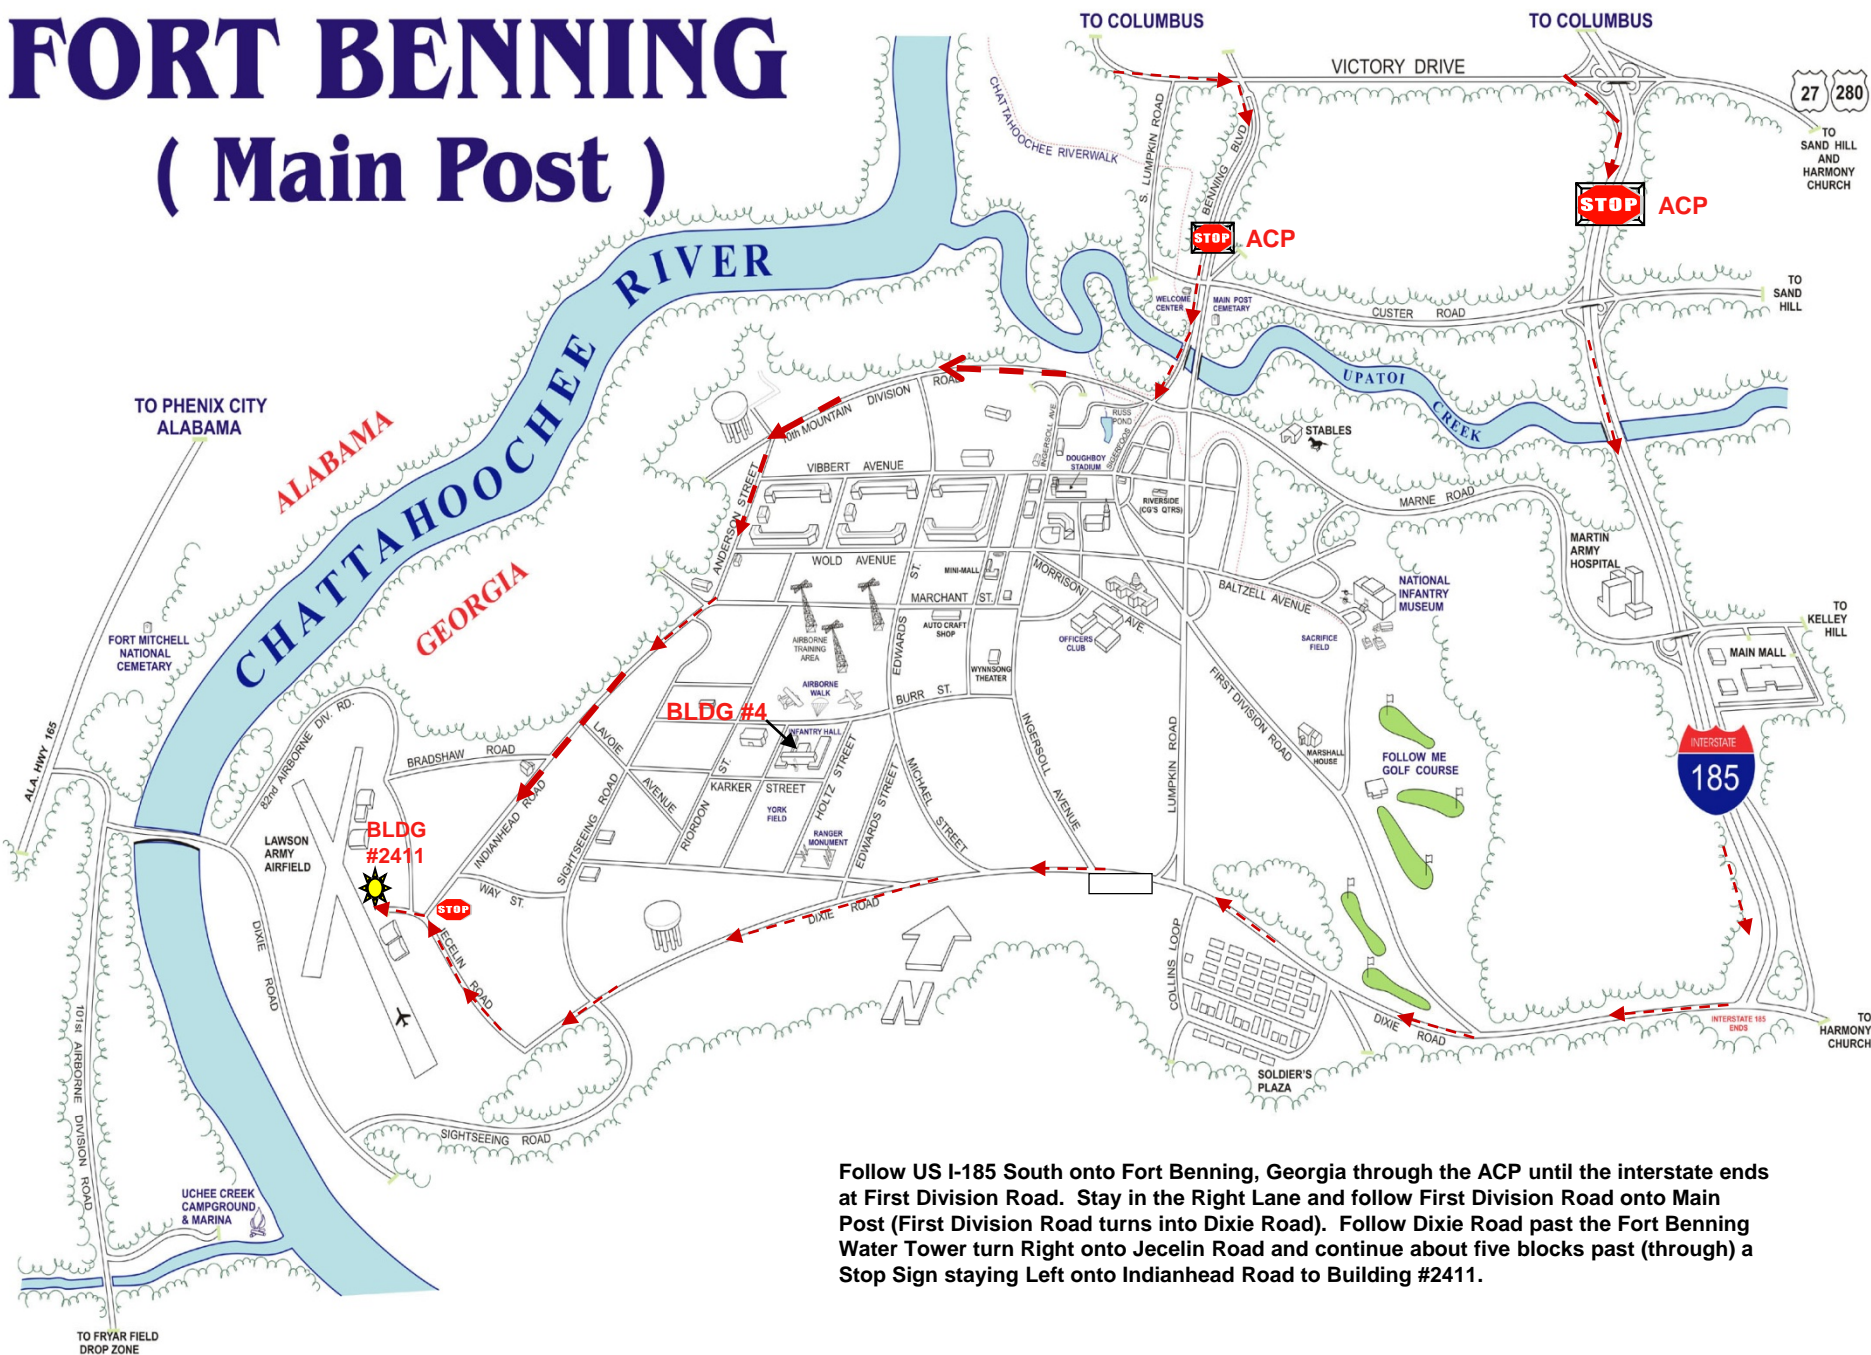 FORT BENNING
( Main Post )
TO COLUMBUS
TO COLUMBUS
VICTORY DRIVE
27 280
TO
SAND HILL
AND
HARMONY
CHURCH
CHATTAHOOCHEE RIVERWALK
S. LUMPKIN ROAD
BENNING BLVD
STOP
ACP
STOP
ACP
WELCOME
CENTER
MAIN POST
CEMETARY
CUSTER ROAD
TO
SAND
HILL
CHATTAHOOCHEE RIVER
UPATOI CREEK
TO PHENIX CITY
ALABAMA
ALABAMA
GEORGIA
0th MOUNTAIN DIVISION ROAD
INGERSOLL AVE
RUSS
POND
SIGERFOOS
DOUGHBOY
STADIUM
STABLES
VIBBERT AVENUE
RIVERSIDE
(CG'S QTRS)
MARNE ROAD
ANDERSON STREET
MARTIN
ARMY
HOSPITAL
WOLD AVENUE
ST.
MINI-MALL
MORRISON AVE.
BALTZELL AVENUE
NATIONAL
INFANTRY
MUSEUM
MARCHANT ST.
AUTO CRAFT
SHOP
EDWARDS
OFFICERS
CLUB
SACRIFICE
FIELD
TO
KELLEY
HILL
MAIN MALL
FORT MITCHELL
NATIONAL
CEMETARY
AIRBORNE
TRAINING
AREA
WYNNSONG
THEATER
AIRBORNE
WALK
BURR ST.
BLDG #4
INFANTRY HALL
FIRST DIVISION ROAD
LUMPKIN ROAD
INGERSOLL AVENUE
MARSHALL
HOUSE
FOLLOW ME
GOLF COURSE
INTERSTATE
185
ALA. HWY 165
82nd AIRBORNE DIV. RD.
BRADSHAW ROAD
LAVOIE AVENUE
RIORDON ST.
KARKER STREET
HOLTZ STREET
YORK
FIELD
RANGER
MONUMENT
EDWARDS STREET
MICHAEL STREET
INDIANHEAD ROAD
SIGHTSEEING ROAD
LAWSON
ARMY
AIRFIELD
BLDG
#2411
WAY ST.
STOP
JECELIN ROAD
DIXIE ROAD
DIXIE ROAD
N
COLLINS LOOP
DIXIE ROAD
INTERSTATE 185
ENDS
TO
HARMONY
CHURCH
SOLDIER'S
PLAZA
SIGHTSEEING ROAD
101st AIRBORNE DIVISION ROAD
UCHEE CREEK
CAMPGROUND
& MARINA
TO FRYAR FIELD
DROP ZONE
Follow US I-185 South onto Fort Benning, Georgia through the ACP until the interstate ends
at First Division Road. Stay in the Right Lane and follow First Division Road onto Main
Post (First Division Road turns into Dixie Road). Follow Dixie Road past the Fort Benning
Water Tower turn Right onto Jecelin Road and continue about five blocks past (through) a
Stop Sign staying Left onto Indianhead Road to Building #2411.